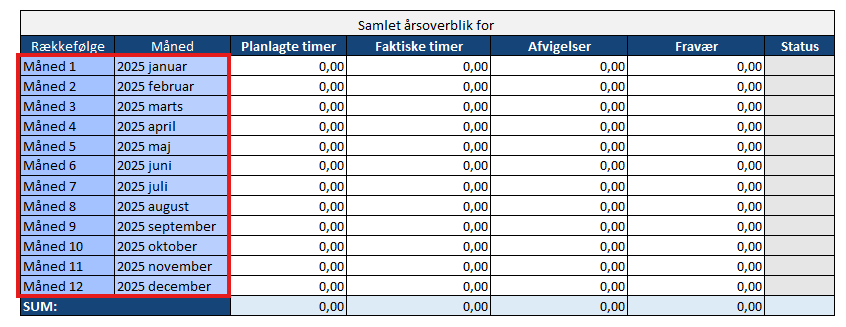 Samlet årsoverblik for
Rækkefølge Måned Planlagte timer Faktiske timer Afvigelser Fravær Status
Måned 1 2025 januar 0,00 0,00 0,00 0,00
Måned 2 2025 februar 0,00 0,00 0,00 0,00
Måned 3 2025 marts 0,00 0,00 0,00 0,00
Måned 4 2025 april 0,00 0,00 0,00 0,00
Måned 5 2025 maj 0,00 0,00 0,00 0,00
Måned 6 2025 juni 0,00 0,00 0,00 0,00
Måned 7 2025 juli 0,00 0,00 0,00 0,00
Måned 8 2025 august 0,00 0,00 0,00 0,00
Måned 9 2025 september 0,00 0,00 0,00 0,00
Måned 10 2025 oktober 0,00 0,00 0,00 0,00
Måned 11 2025 november 0,00 0,00 0,00 0,00
Måned 12 2025 december 0,00 0,00 0,00 0,00
SUM: 0,00 0,00 0,00 0,00